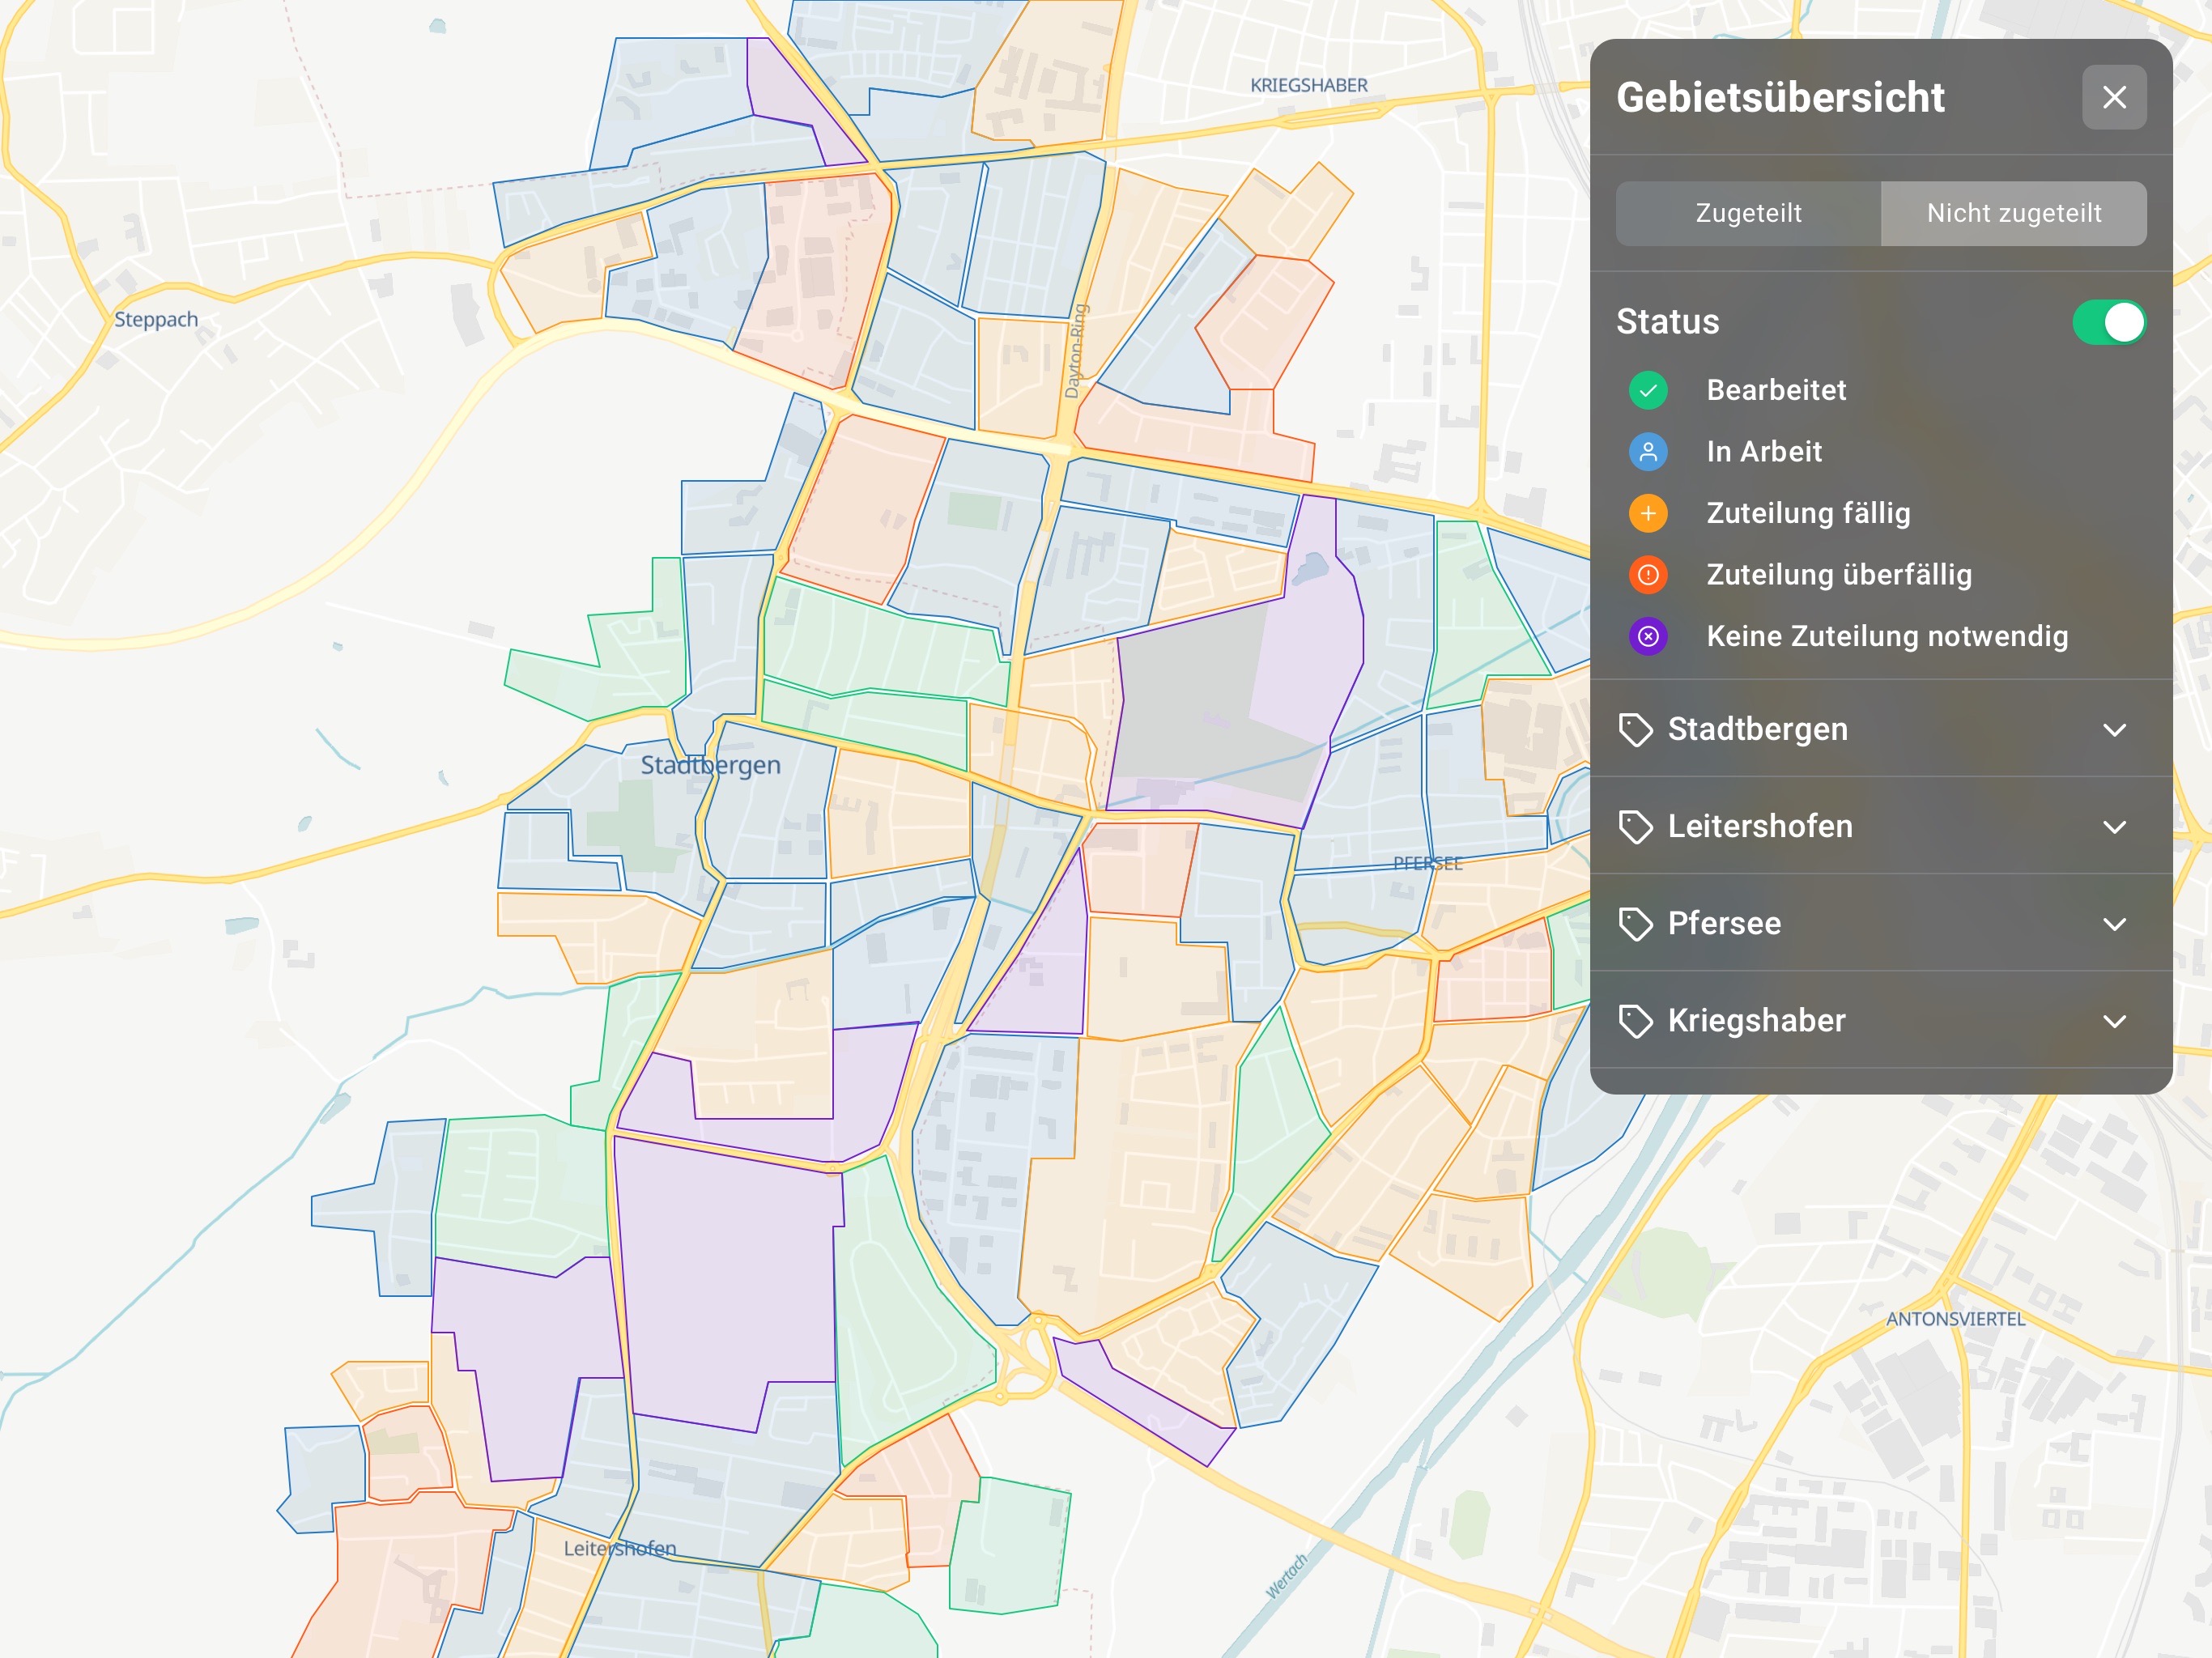 KRIEGSHABER
Steppach
Dayton-Ring
Stadtbergen
PFERSEE
ANTONSVIERTEL
Leitershofen
Wertach
Gebietsübersicht
Zugeteilt
Nicht zugeteilt
Status
Bearbeitet
In Arbeit
Zuteilung fällig
Zuteilung überfällig
Keine Zuteilung notwendig
Stadtbergen
Leitershofen
Pfersee
Kriegshaber